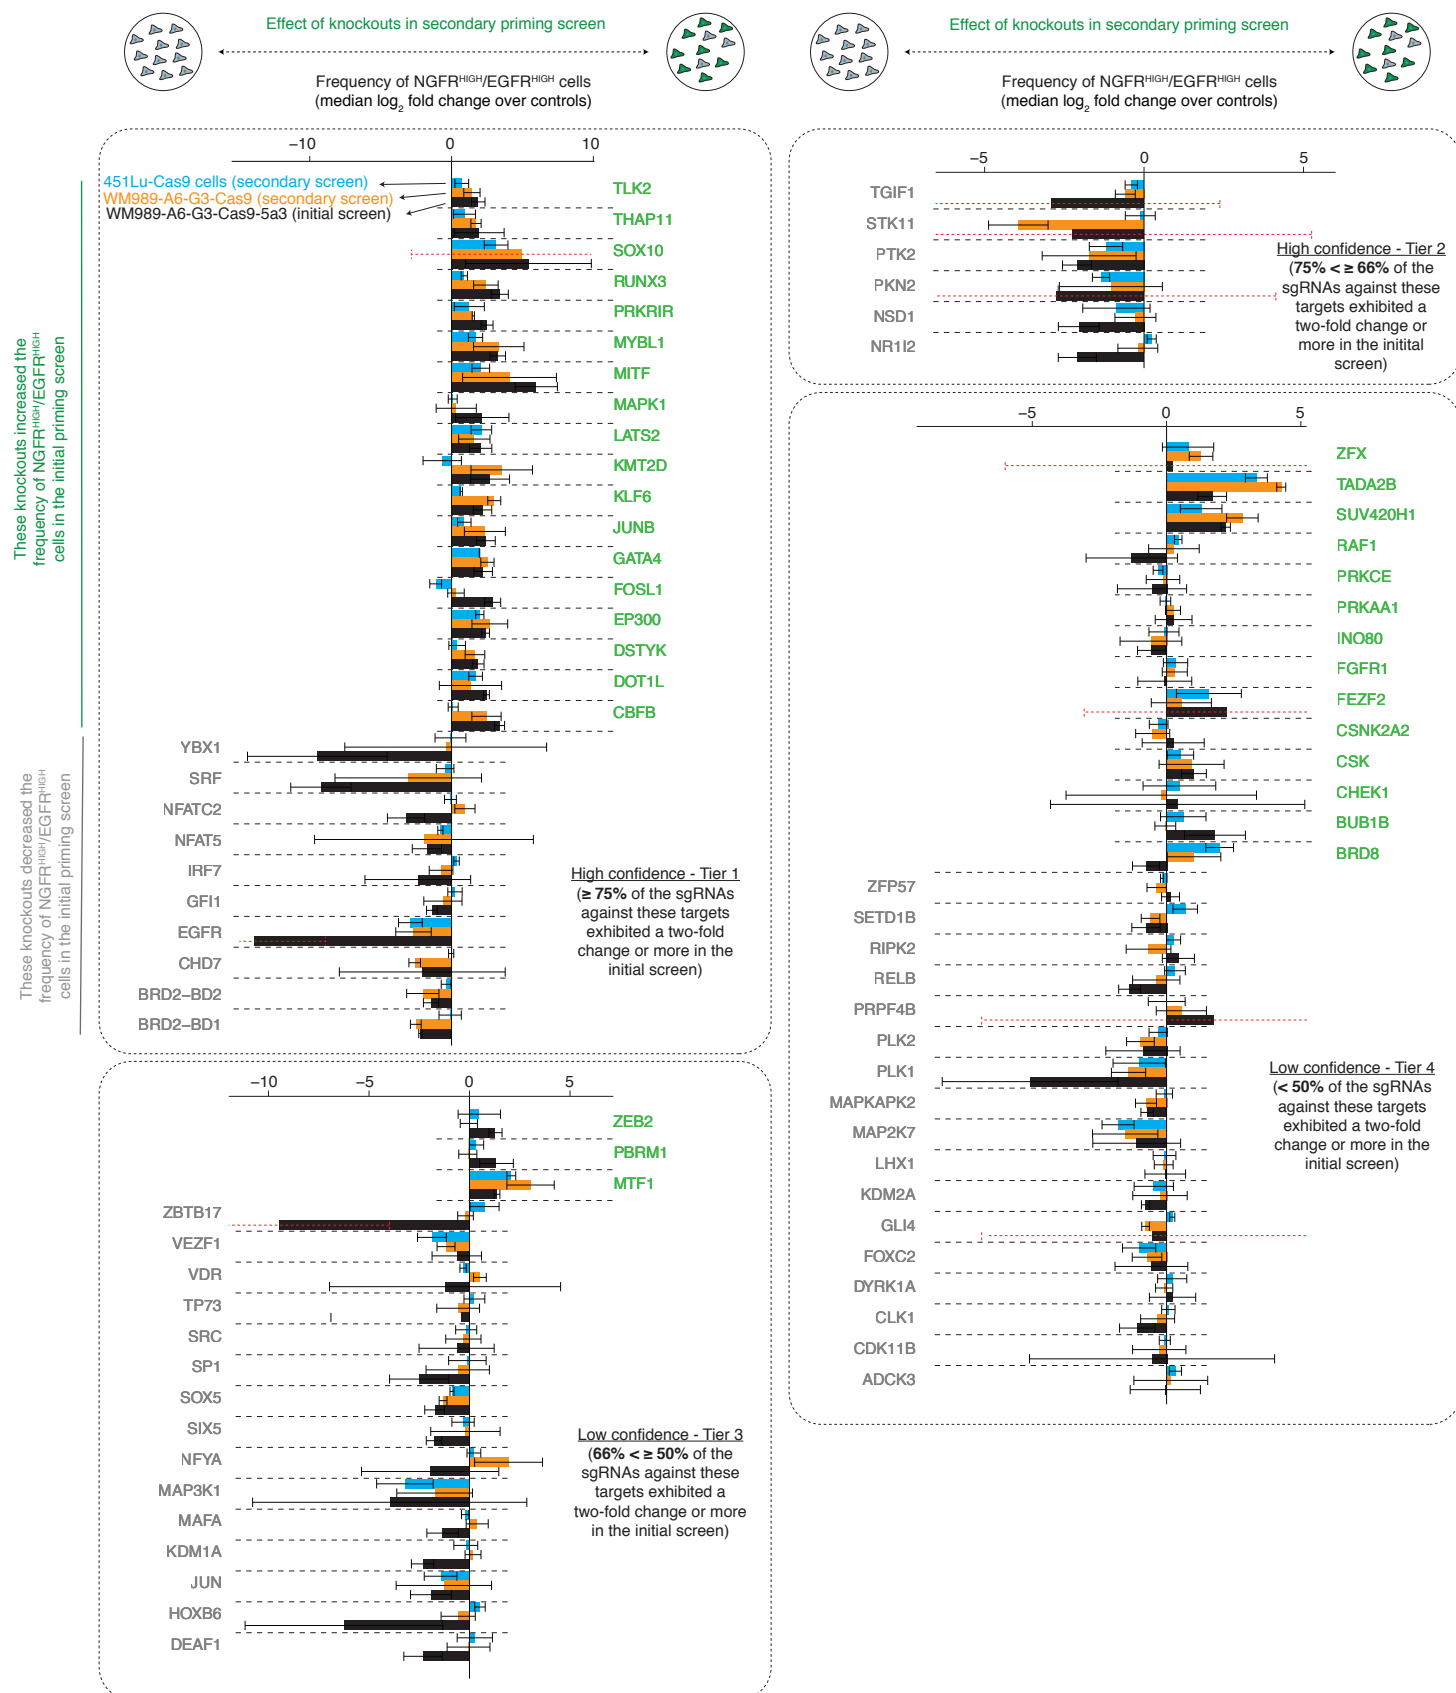 Effect of knockouts in secondary priming screen
Frequency of NGFRHIGH/EGFRHIGH cells
(median log2 fold change over controls)
Effect of knockouts in secondary priming screen
Frequency of NGFRHIGH/EGFRHIGH cells
(median log2 fold change over controls)
These knockouts increased the
frequency of NGFRHIGH/EGFRHIGH
cells in the initial priming screen
These knockouts decreased the
frequency of NGFRHIGH/EGFRHIGH
cells in the initial priming screen
−10 0 10
451Lu-Cas9 cells (secondary screen)
WM989-A6-G3-Cas9 (secondary screen)
WM989-A6-G3-Cas9-5a3 (initial screen)
TLK2
THAP11
SOX10
RUNX3
PRKRIR
MYBL1
MITF
MAPK1
LATS2
KMT2D
KLF6
JUNB
GATA4
FOSL1
EP300
DSTYK
DOT1L
CBFB
YBX1
SRF
NFATC2
NFAT5
IRF7
GFI1
EGFR
CHD7
BRD2−BD2
BRD2−BD1
High confidence - Tier 1
(≥ 75% of the sgRNAs
against these targets
exhibited a two-fold
change or more in the
initial screen)
−10 −5 0 5
ZEB2
PBRM1
MTF1
ZBTB17
VEZF1
VDR
TP73
SRC
SP1
SOX5
SIX5
NFYA
MAP3K1
MAFA
KDM1A
JUN
HOXB6
DEAF1
Low confidence - Tier 3
(66% < ≥ 50% of the
sgRNAs against these
targets exhibited a
two-fold change or more
in the initial screen)
−5 0 5
TGIF1
STK11
PTK2
PKN2
NSD1
NR1I2
High confidence - Tier 2
(75% < ≥ 66% of the
sgRNAs against these
targets exhibited a
two-fold change or
more in the initital
screen)
−5 0 5
ZFX
TADA2B
SUV420H1
RAF1
PRKCE
PRKAA1
INO80
FGFR1
FEZF2
CSNK2A2
CSK
CHEK1
BUB1B
BRD8
ZFP57
SETD1B
RIPK2
RELB
PRPF4B
PLK2
PLK1
MAPKAPK2
MAP2K7
LHX1
KDM2A
GLI4
FOXC2
DYRK1A
CLK1
CDK11B
ADCK3
Low confidence - Tier 4
(< 50% of the sgRNAs
against these targets
exhibited a two-fold
change or more in the
initial screen)